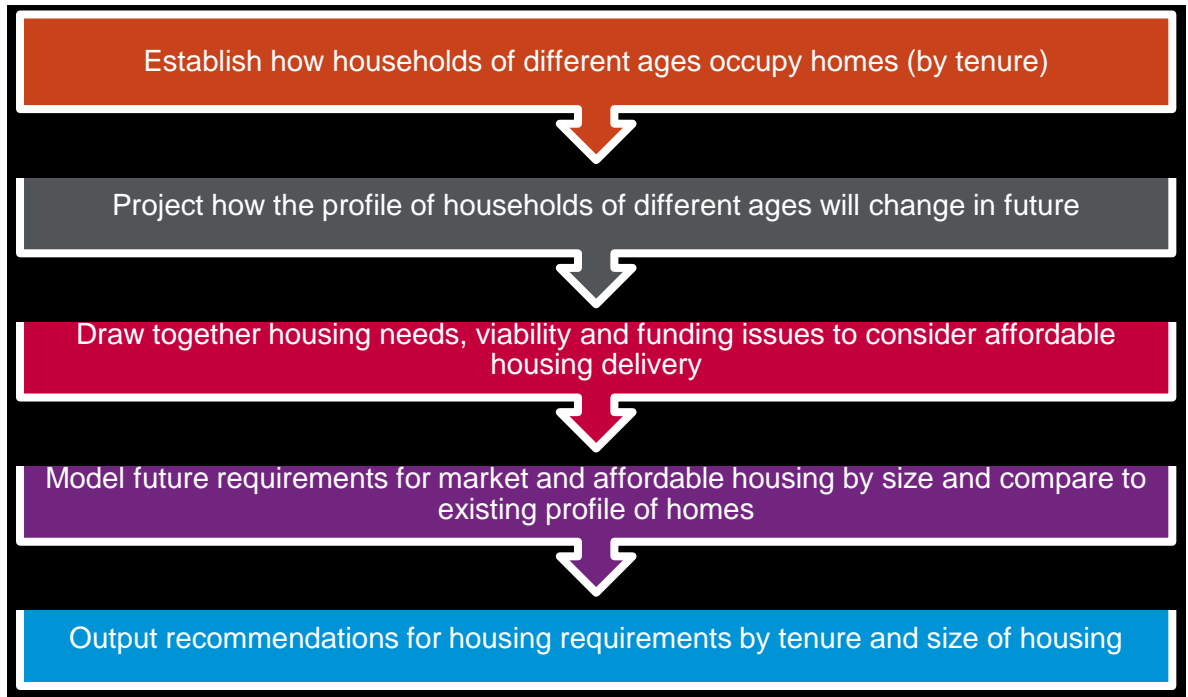 Establish how households of different ages occupy homes (by tenure)
Project how the profile of households of different ages will change in future
Draw together housing needs, viability and funding issues to consider affordable
housing delivery
Model future requirements for market and affordable housing by size and compare to
existing profile of homes
Output recommendations for housing requirements by tenure and size of housing